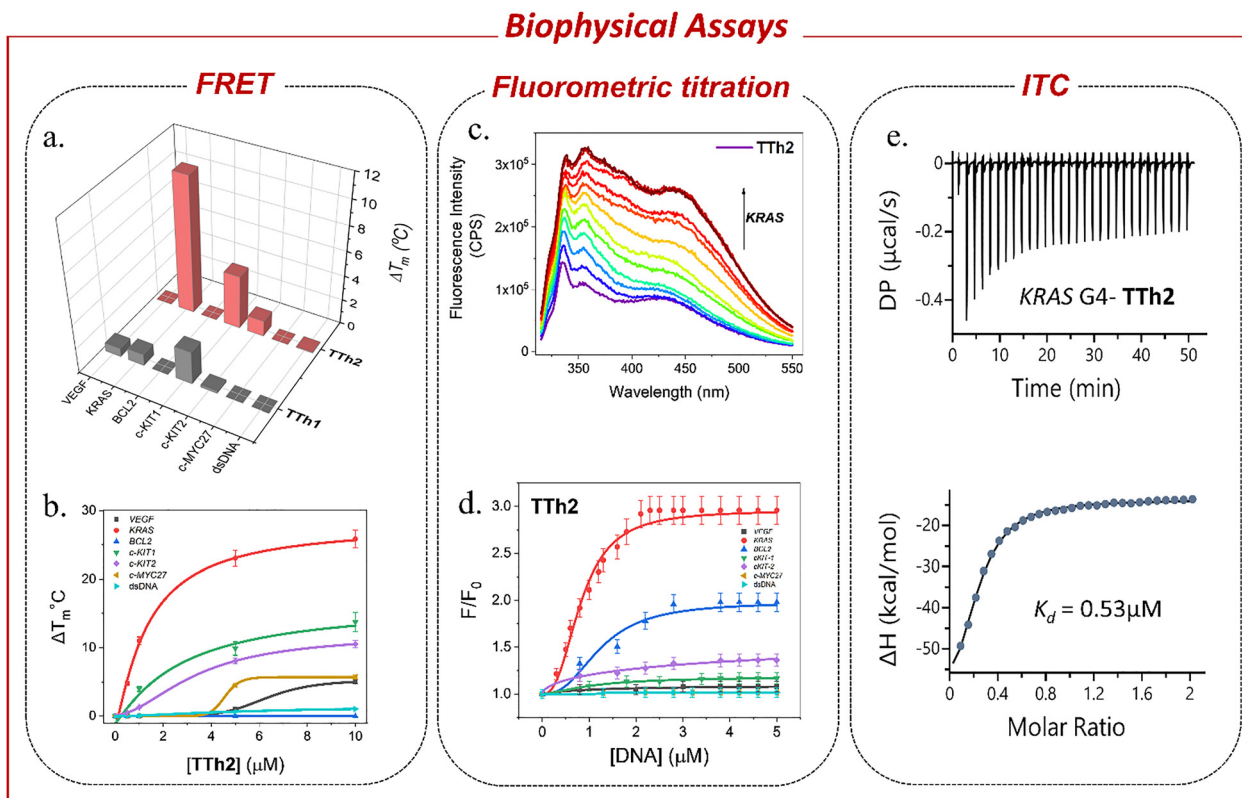 Biophysical Assays
FRET
a.
12
10
8
6
4
2
0
ΔTm (ºC)
TTh2
TTh1
VEGF
KRAS
BCL2
c-KIT1
c-KIT2
c-MYC27
dsDNA
b.
30
20
10
0
ΔTm°C
VEGF
KRAS
BCL2
c-KIT1
c-KIT2
c-MYC27
dsDNA
0 2 4 6 8 10
[TTh2] (μM)
Fluorometric titration
c.
TTh2
KRAS
3x10⁵
2x10⁵
1x10⁵
0
Fluorescence Intensity
(CPS)
350 400 450 500 550
Wavelength (nm)
d.
TTh2
3.0
2.5
2.0
1.5
1.0
F/F0
VEGF
KRAS
BCL2
cKIT-1
cKIT-2
c-MYC27
dsDNA
0 1 2 3 4 5
[DNA] (μM)
ITC
e.
0
-0.2
-0.4
DP (μcal/s)
KRAS G4- TTh2
0 5 10 15 20 25 30 35 40 45 50
Time (min)
-20
-30
-40
-50
ΔH (kcal/mol)
Kd = 0.53μM
0 0.4 0.8 1.2 1.6 2
Molar Ratio